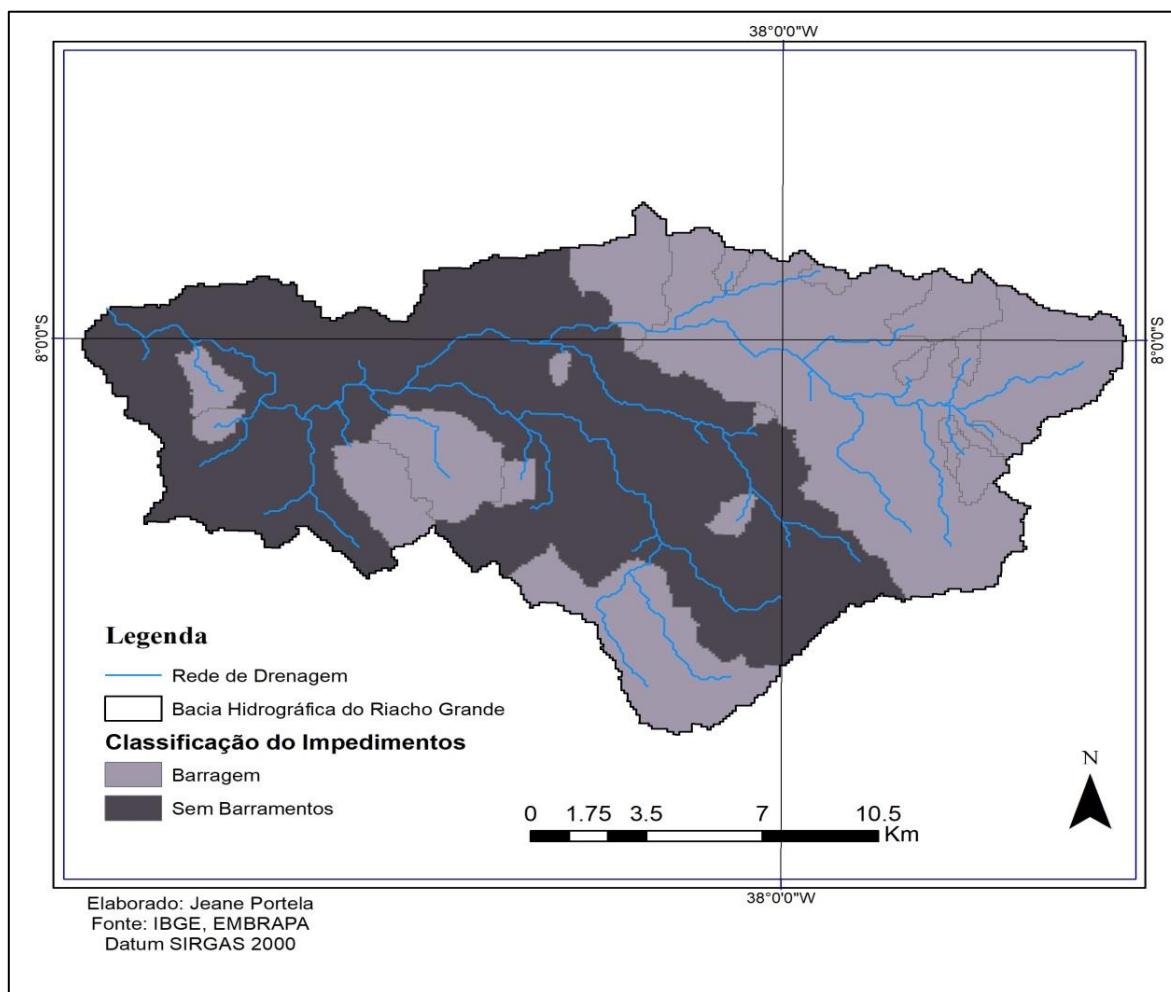 38°0'0"W
8°0'0"S
8°0'0"S
Legenda
Rede de Drenagem
Bacia Hidrográfica do Riacho Grande
Classificação do Impedimentos
Barragem
Sem Barramentos
0 1.75 3.5 7 10.5
Km
N
38°0'0"W
Elaborado: Jeane Portela
Fonte: IBGE, EMBRAPA
Datum SIRGAS 2000